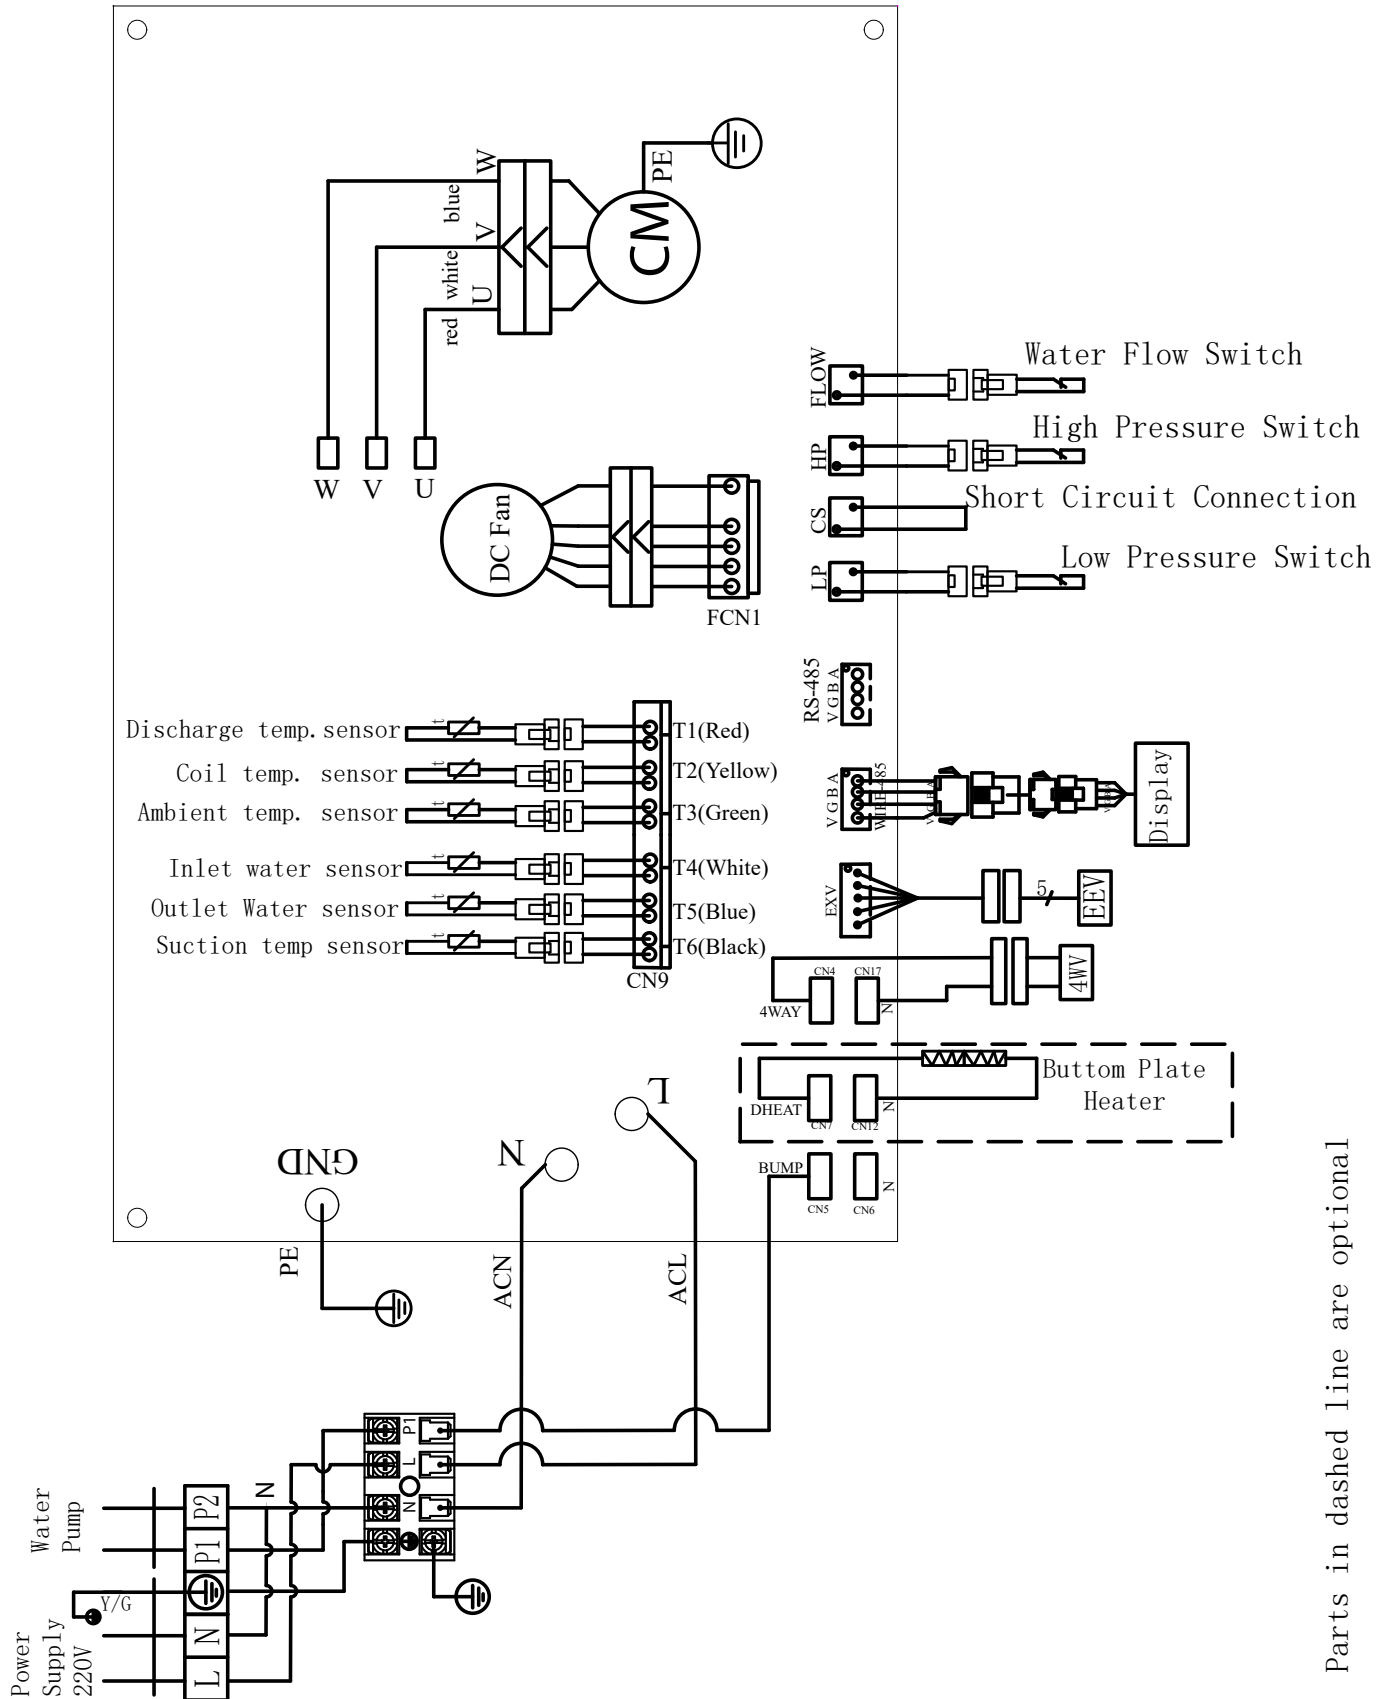 PE
W
blue
V
CM
white
U
red
W V U
DC Fan
FCN1
FLOW
Water Flow Switch
HP
High Pressure Switch
CS
Short Circuit Connection
LP
Low Pressure Switch
RS-485
V G B A
Discharge temp. sensor
t
T1(Red)
Coil temp. sensor
t
T2(Yellow)
Ambient temp. sensor
t
T3(Green)
Inlet water sensor
t
T4(White)
Outlet Water sensor
t
T5(Blue)
Suction temp sensor
t
T6(Black)
CN9
V G B A
WIRE-485
Display
EXV
5
EEV
CN4
CN17
4WAY
N
4WV
Buttom Plate
Heater
DHEAT
N
CN7
CN12
BUMP
N
CN5
CN6
L
N
GND
PE
ACN
ACL
P1
L
N
N
Water
Pump
P2
P1
Y/G
Power
Supply
220V
N
L
Parts in dashed line are optional